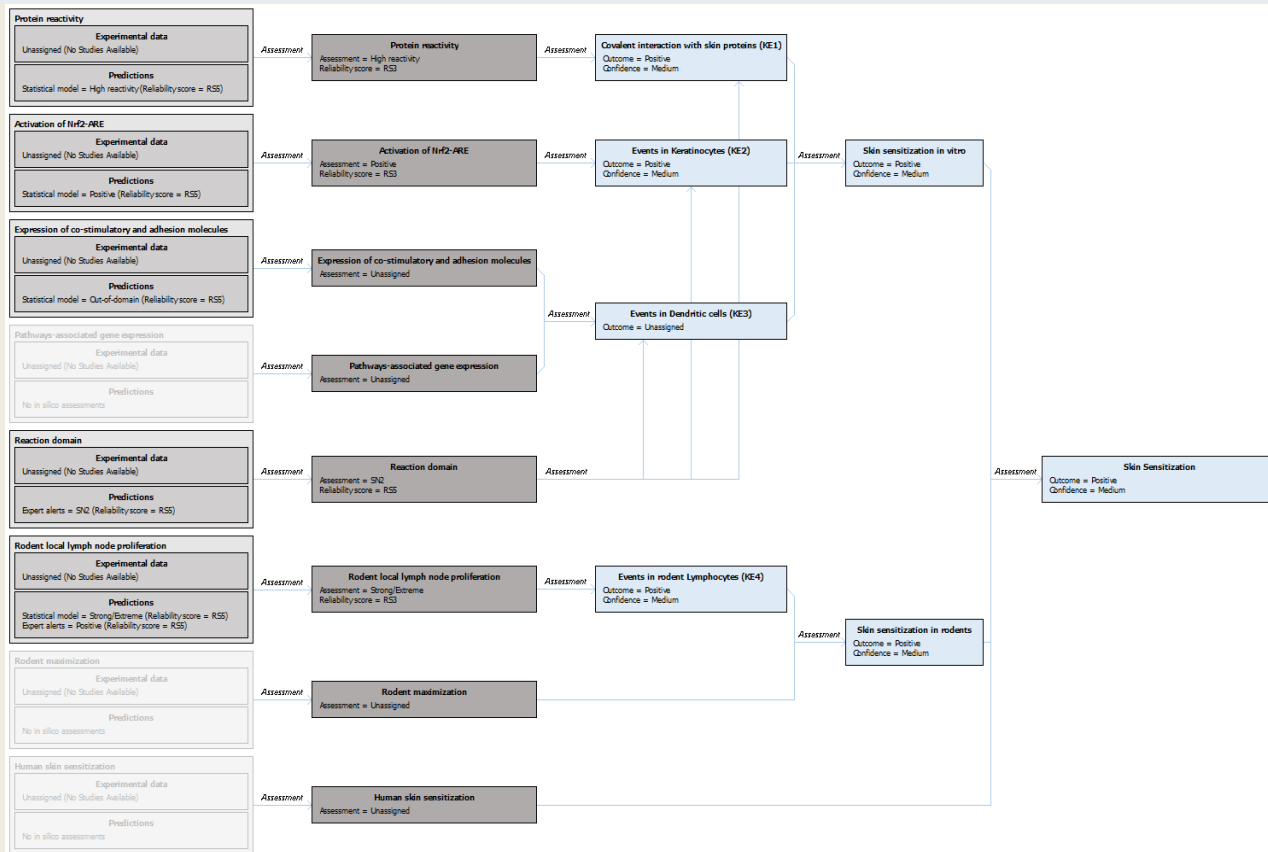 Protein reactivity
Experimental data
Unassigned (No Studies Available)
Predictions
Statistical model = High reactivity (Reliability score = RS5)
Assessment
Protein reactivity
Assessment = High reactivity
Reliability score = RS3
Assessment
Covalent interaction with skin proteins (KE1)
Outcome = Positive
Confidence = Medium
Activation of Nrf2-ARE
Experimental data
Unassigned (No Studies Available)
Predictions
Statistical model = Positive (Reliability score = RS5)
Assessment
Activation of Nrf2-ARE
Assessment = Positive
Reliability score = RS3
Assessment
Events in Keratinocytes (KE2)
Outcome = Positive
Confidence = Medium
Assessment
Skin sensitization in vitro
Outcome = Positive
Confidence = Medium
Expression of co-stimulatory and adhesion molecules
Experimental data
Unassigned (No Studies Available)
Predictions
Statistical model = Out-of-domain (Reliability score = RS5)
Assessment
Expression of co-stimulatory and adhesion molecules
Assessment = Unassigned
Assessment
Events in Dendritic cells (KE3)
Outcome = Unassigned
Pathways-associated gene expression
Experimental data
Unassigned (No Studies Available)
Predictions
No in silico assessments
Assessment
Pathways-associated gene expression
Assessment = Unassigned
Reaction domain
Experimental data
Unassigned (No Studies Available)
Predictions
Expert alerts = SN2 (Reliability score = RS5)
Assessment
Reaction domain
Assessment = SN2
Reliability score = RS5
Assessment
Assessment
Skin Sensitization
Outcome = Positive
Confidence = Medium
Rodent local lymph node proliferation
Experimental data
Unassigned (No Studies Available)
Predictions
Statistical model = Strong/Extreme (Reliability score = RS5)
Expert alerts = Positive (Reliability score = RS5)
Assessment
Rodent local lymph node proliferation
Assessment = Strong/Extreme
Reliability score = RS3
Assessment
Events in rodent Lymphocytes (KE4)
Outcome = Positive
Confidence = Medium
Assessment
Skin sensitization in rodents
Outcome = Positive
Confidence = Medium
Rodent maximization
Experimental data
Unassigned (No Studies Available)
Predictions
No in silico assessments
Assessment
Rodent maximization
Assessment = Unassigned
Human skin sensitization
Experimental data
Unassigned (No Studies Available)
Predictions
No in silico assessments
Assessment
Human skin sensitization
Assessment = Unassigned